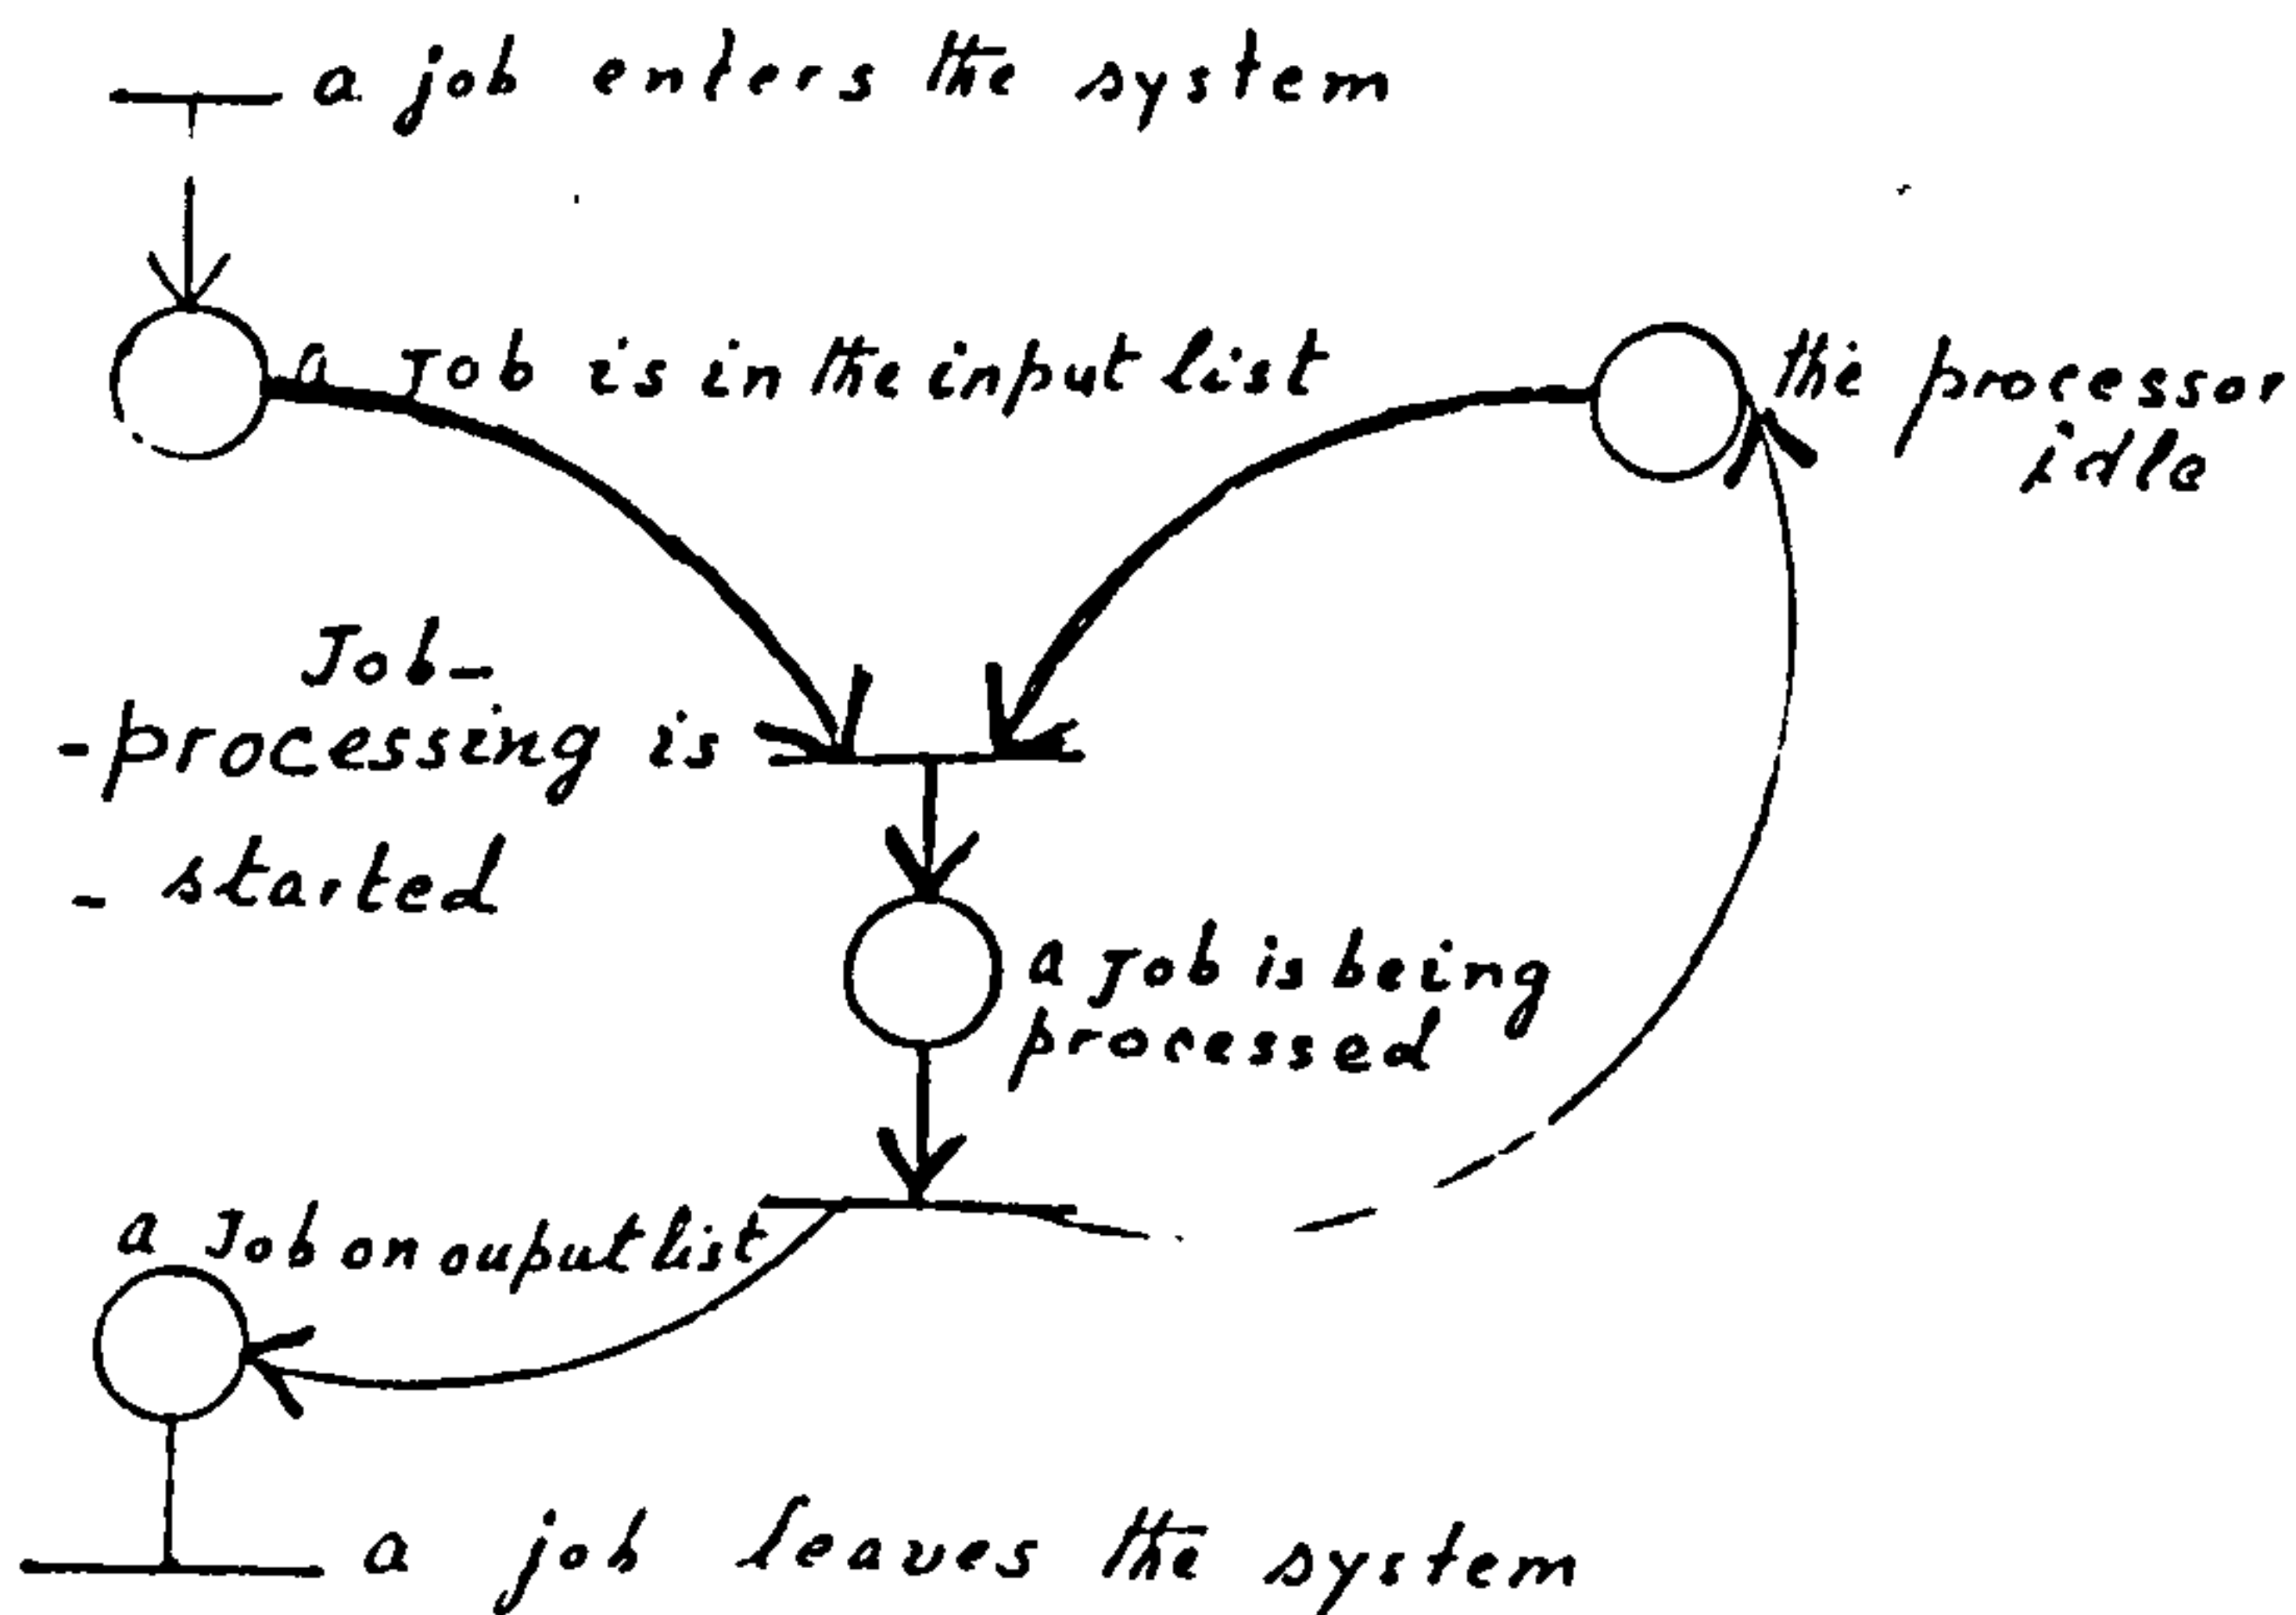 a job enters the system
a Job is in the input list
the processor
idle
Job-
-processing is
- started
a Job is being
processed
a Job on ouput list
a job leaves the system